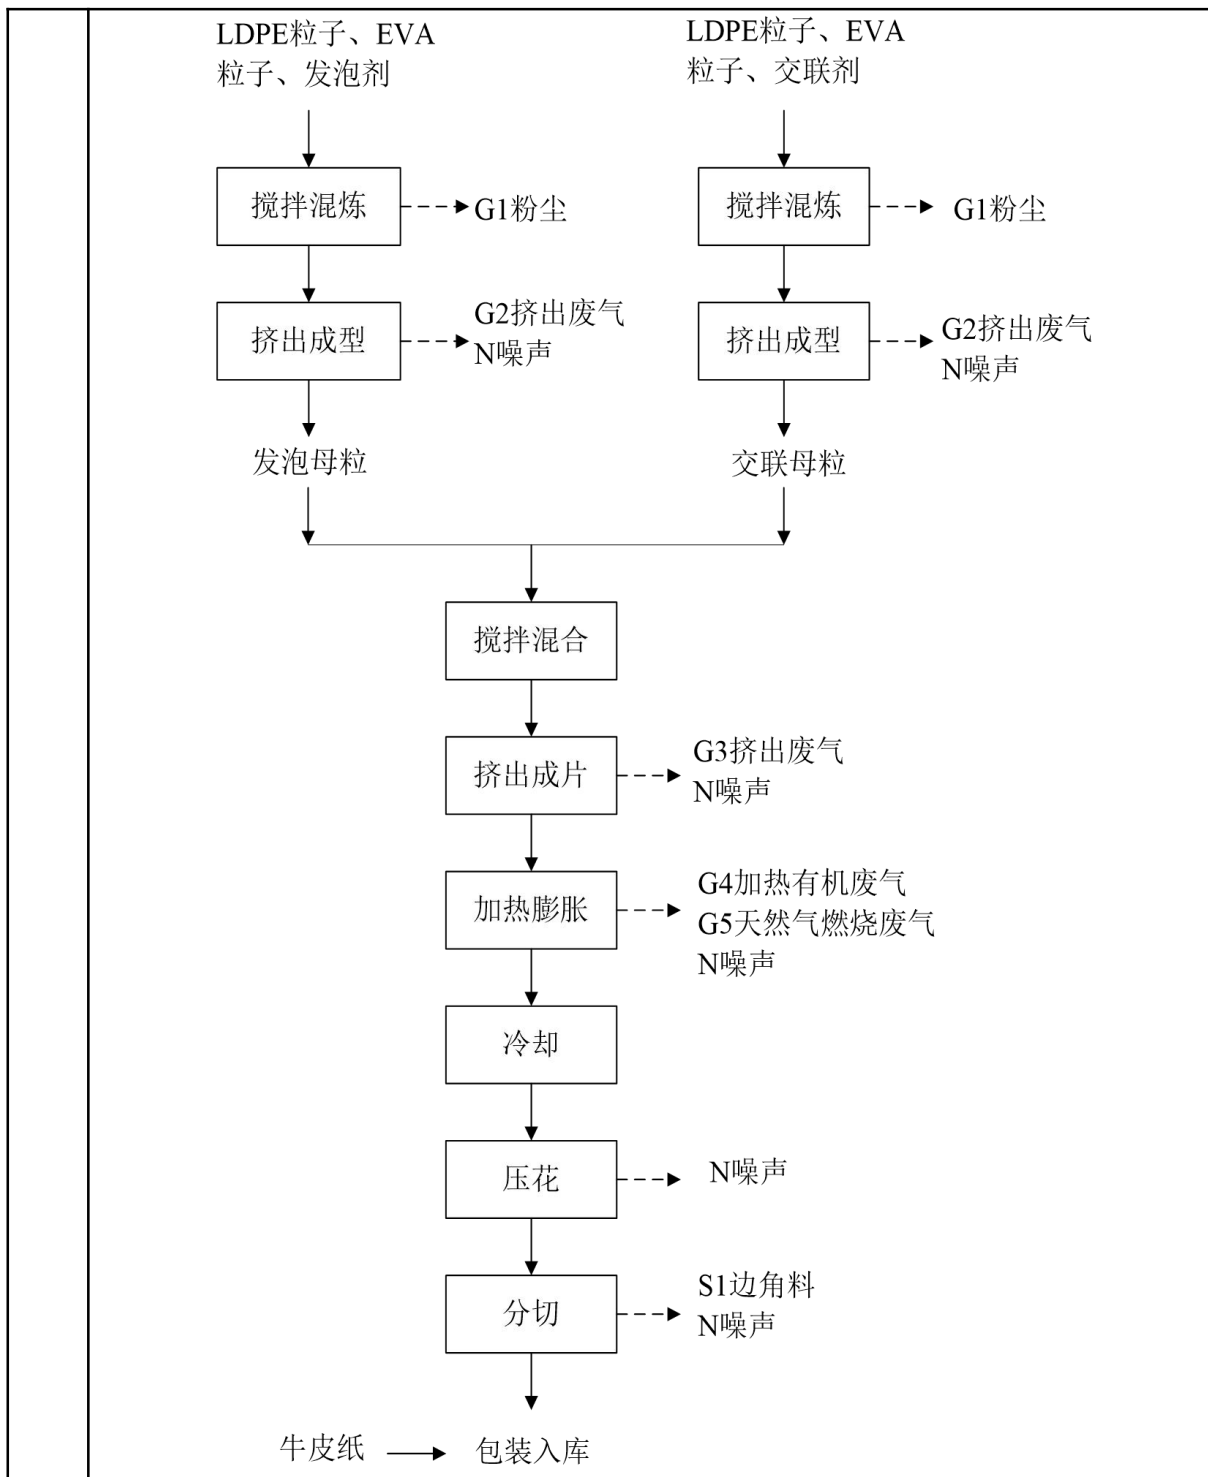 LDPE粒子、EVA
粒子、发泡剂
LDPE粒子、EVA
粒子、交联剂
搅拌混炼
G1粉尘
搅拌混炼
G1粉尘
挤出成型
G2挤出废气
N噪声
挤出成型
G2挤出废气
N噪声
发泡母粒
交联母粒
搅拌混合
挤出成片
G3挤出废气
N噪声
加热膨胀
G4加热有机废气
G5天然气燃烧废气
N噪声
冷却
压花
N噪声
分切
S1边角料
N噪声
牛皮纸
包装入库